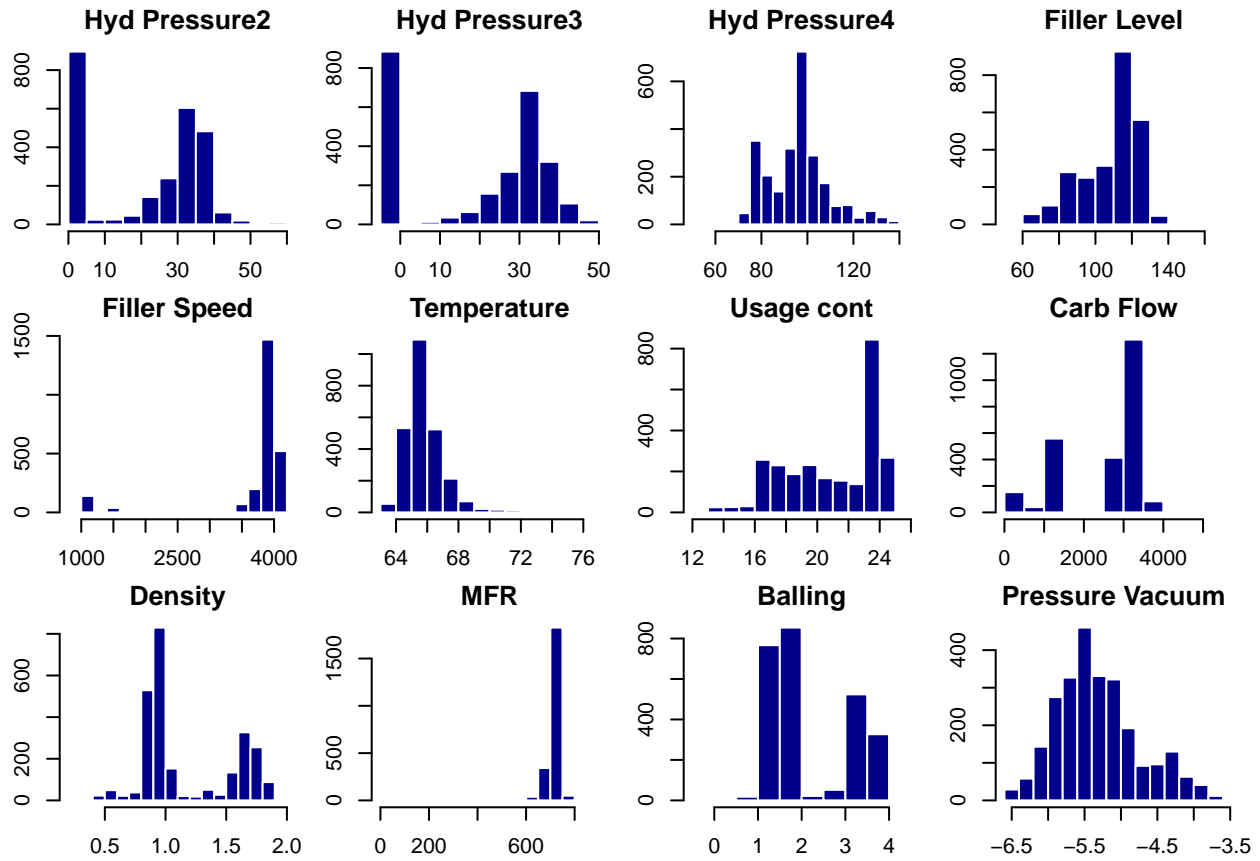 Hyd Pressure2 Hyd Pressure3 Hyd Pressure4 Filler Level
0 400 800 0 400 800 0 200 600 0 400 800
0 10 30 50 0 10 30 50 60 80 120 60 100 140
Filler Speed Temperature Usage cont Carb Flow
0 500 1500 0 400 800 0 400 800 0 400 1000
1000 2500 4000 64 68 72 76 12 16 20 24 0 2000 4000
Density MFR Balling Pressure Vacuum
0 200 600 0 500 1500 0 400 800 0 200 400
0.5 1.0 1.5 2.0 0 200 600 0 1 2 3 4 −6.5 −5.5 −4.5 −3.5